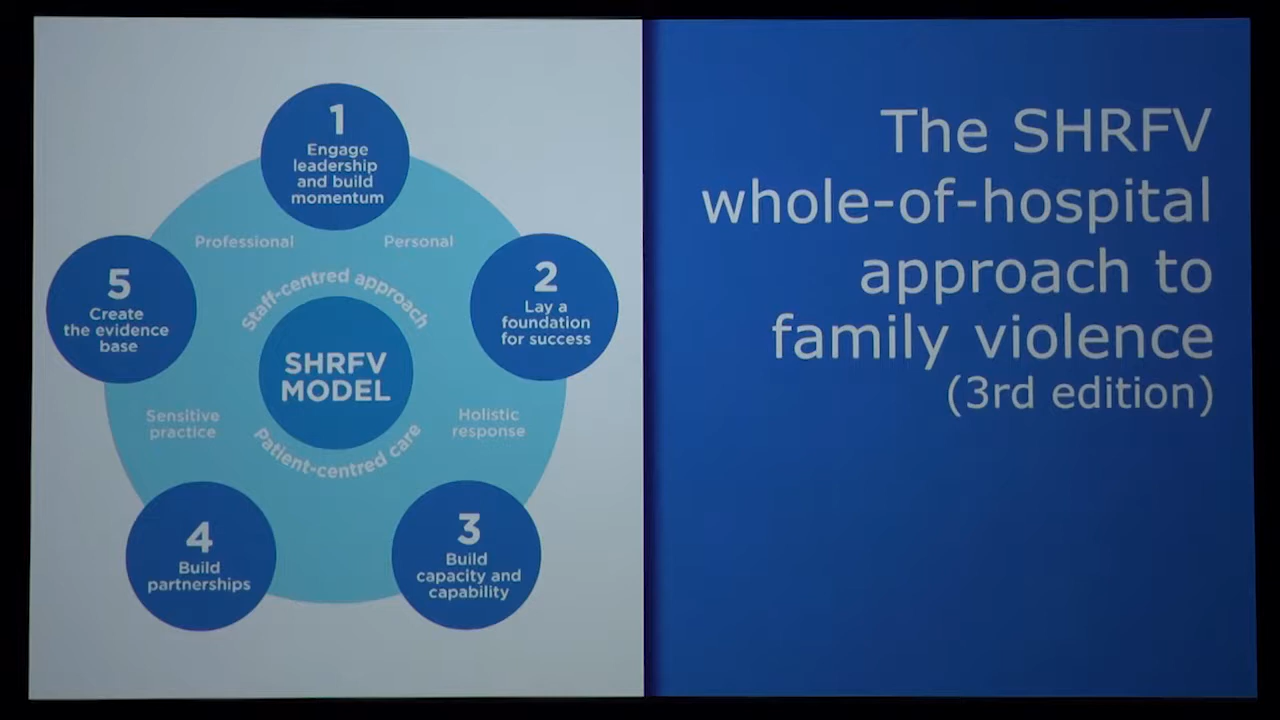 1
Engage
leadership
and build
momentum
Professional
Personal
5
Create
the evidence
base
Staff-centred approach
2
Lay a
foundation
for success
SHRFV
MODEL
Sensitive
practice
Holistic
response
Patient-centred care
4
Build
partnerships
3
Build
capacity and
capability
The SHRFV
whole-of-hospital
approach to
family violence
(3rd edition)